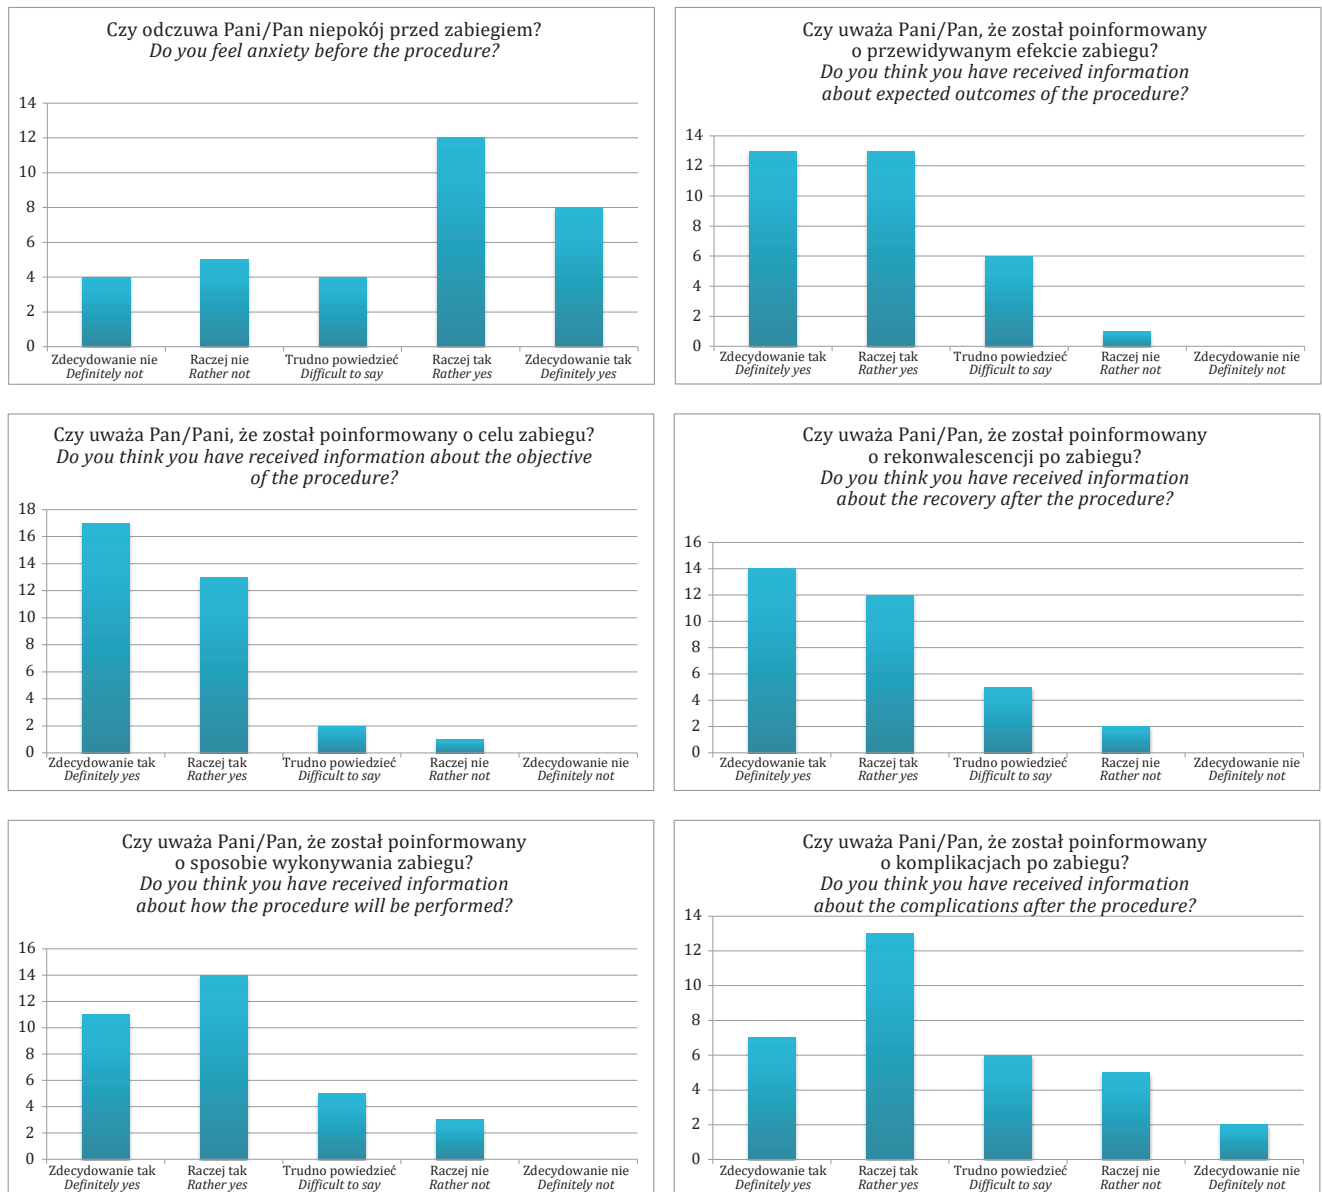 Czy odczuwa Pani/Pan niepokój przed zabiegiem?
Do you feel anxiety before the procedure?
14
12
10
8
6
4
2
0
Zdecydowanie nie
Definitely not
Raczej nie
Rather not
Trudno powiedzieć
Difficult to say
Raczej tak
Rather yes
Zdecydowanie tak
Definitely yes
Czy uważa Pani/Pan, że został poinformowany
o przewidywanym efekcie zabiegu?
Do you think you have received information
about expected outcomes of the procedure?
14
12
10
8
6
4
2
0
Zdecydowanie tak
Definitely yes
Raczej tak
Rather yes
Trudno powiedzieć
Difficult to say
Raczej nie
Rather not
Zdecydowanie nie
Definitely not
Czy uważa Pan/Pani, że został poinformowany o celu zabiegu?
Do you think you have received information about the objective
of the procedure?
18
16
14
12
10
8
6
4
2
0
Zdecydowanie tak
Definitely yes
Raczej tak
Rather yes
Trudno powiedzieć
Difficult to say
Raczej nie
Rather not
Zdecydowanie nie
Definitely not
Czy uważa Pani/Pan, że został poinformowany
o rekonwalescencji po zabiegu?
Do you think you have received information
about the recovery after the procedure?
16
14
12
10
8
6
4
2
0
Zdecydowanie tak
Definitely yes
Raczej tak
Rather yes
Trudno powiedzieć
Difficult to say
Raczej nie
Rather not
Zdecydowanie nie
Definitely not
Czy uważa Pani/Pan, że został poinformowany
o sposobie wykonywania zabiegu?
Do you think you have received information
about how the procedure will be performed?
16
14
12
10
8
6
4
2
0
Zdecydowanie tak
Definitely yes
Raczej tak
Rather yes
Trudno powiedzieć
Difficult to say
Raczej nie
Rather not
Zdecydowanie nie
Definitely not
Czy uważa Pani/Pan, że został poinformowany
o komplikacjach po zabiegu?
Do you think you have received information
about the complications after the procedure?
14
12
10
8
6
4
2
0
Zdecydowanie tak
Definitely yes
Raczej tak
Rather yes
Trudno powiedzieć
Difficult to say
Raczej nie
Rather not
Zdecydowanie nie
Definitely not